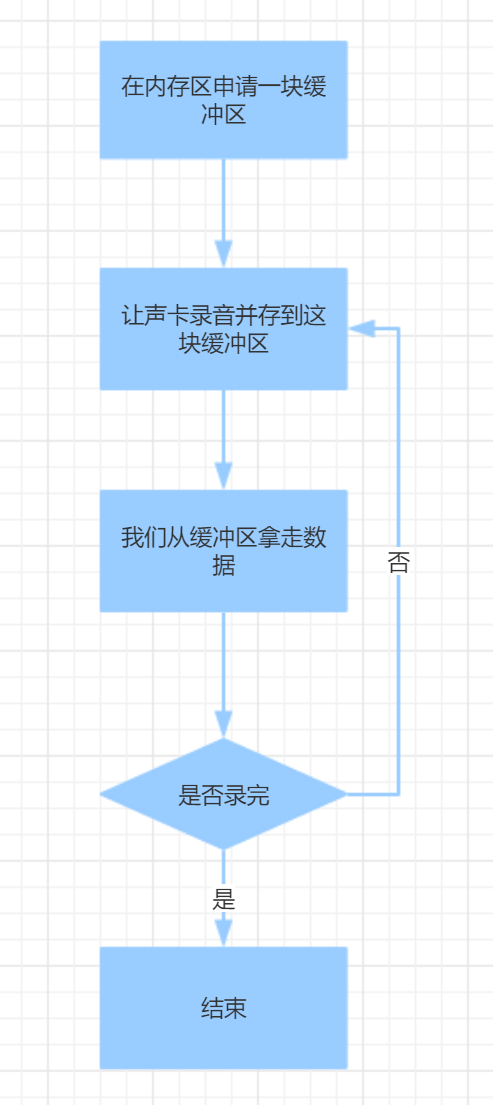 在内存区申请一块缓
冲区
让声卡录音并存到这
块缓冲区
我们从缓冲区拿走数
据
否
是否录完
是
结束